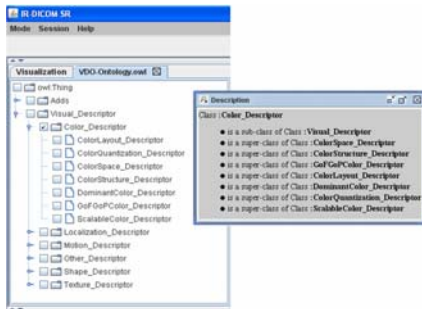 IR DICOM SR
Mode Session Help
Visualization VDO-Ontology.owl
owl:Thing
Adds
Visual_Descriptor
Color_Descriptor
ColorLayout_Descriptor
ColorQuantization_Descriptor
ColorSpace_Descriptor
ColorStructure_Descriptor
DominantColor_Descriptor
GoFGoPColor_Descriptor
ScalableColor_Descriptor
Localization_Descriptor
Motion_Descriptor
Other_Descriptor
Shape_Descriptor
Texture_Descriptor
Description
Class :Color_Descriptor
is a sub-class of Class :Visual_Descriptor
is a super-class of Class :ColorSpace_Descriptor
is a super-class of Class :ColorStructure_Descriptor
is a super-class of Class :GoFGoPColor_Descriptor
is a super-class of Class :ColorLayout_Descriptor
is a super-class of Class :DominantColor_Descriptor
is a super-class of Class :ColorQuantization_Descriptor
is a super-class of Class :ScalableColor_Descriptor